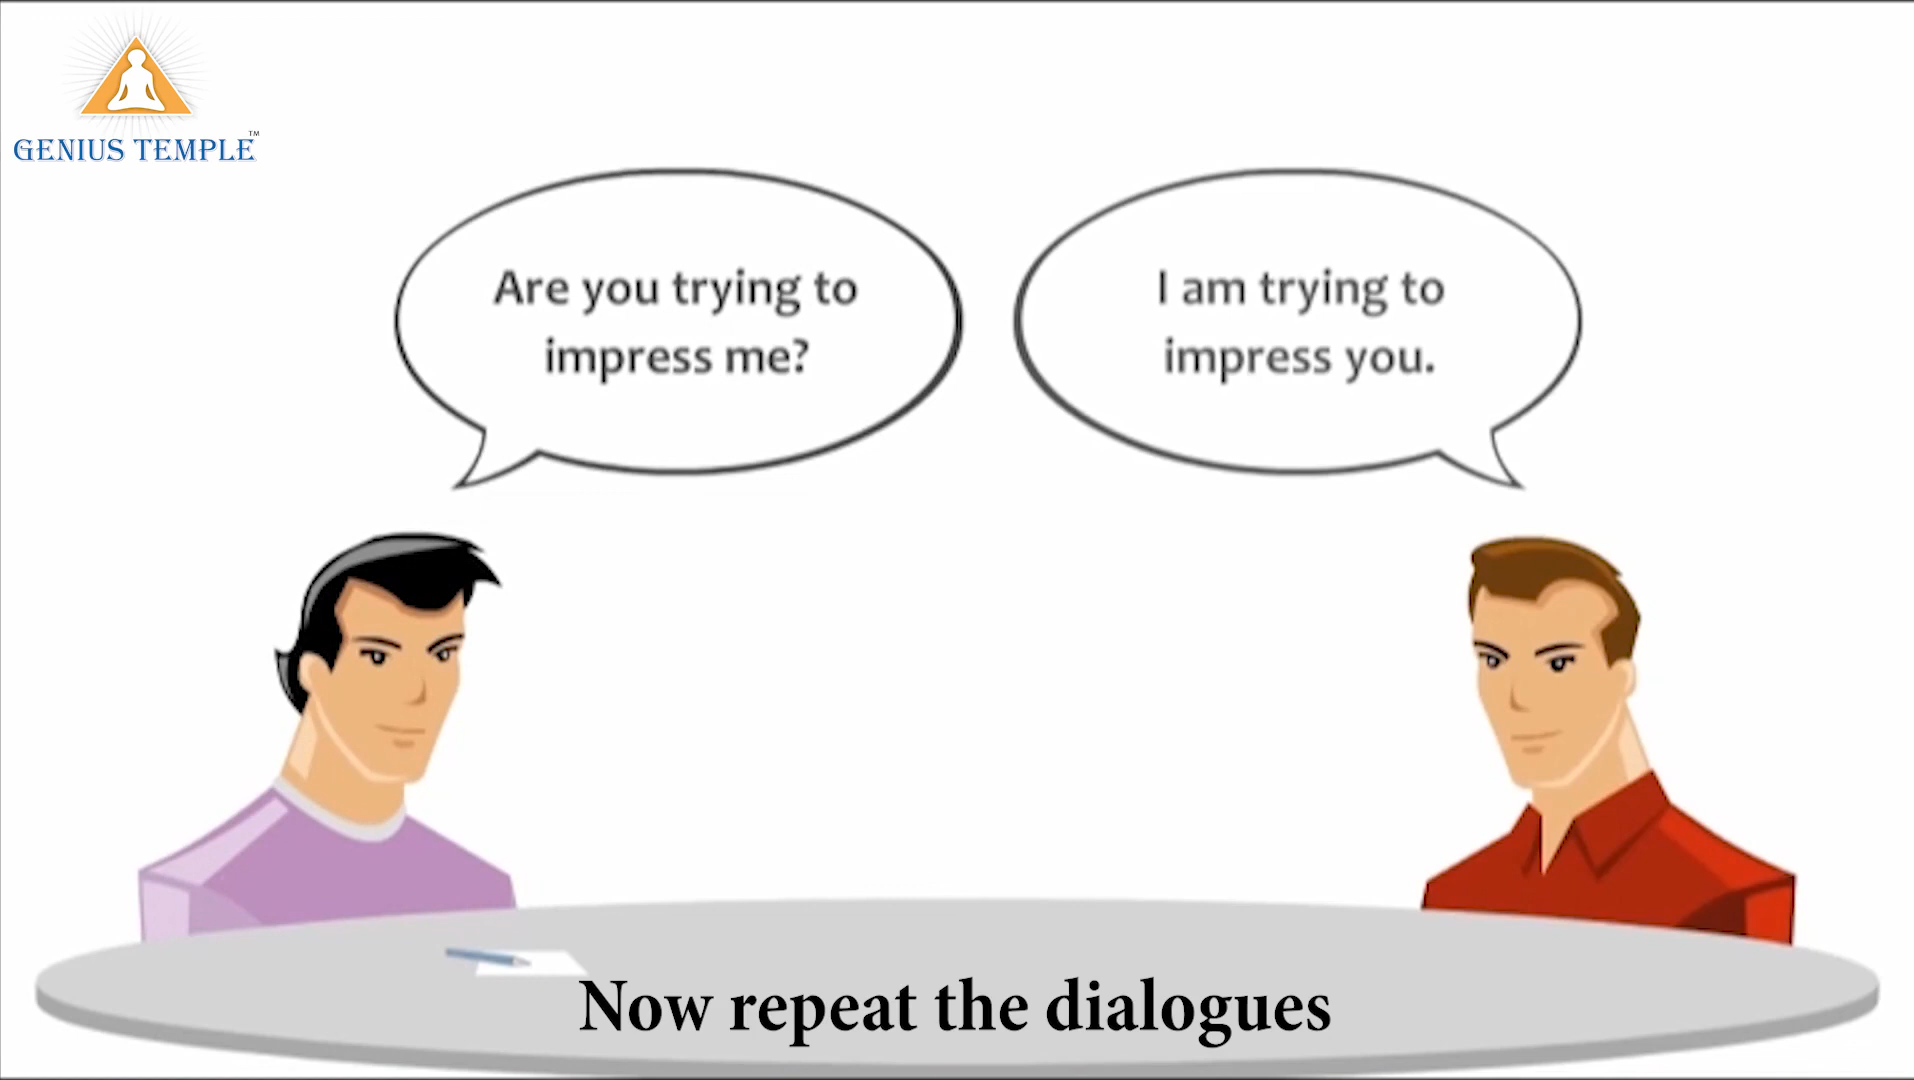 GENIUS TEMPLE™
Are you trying to
impress me?
I am trying to
impress you.
Now repeat the dialogues